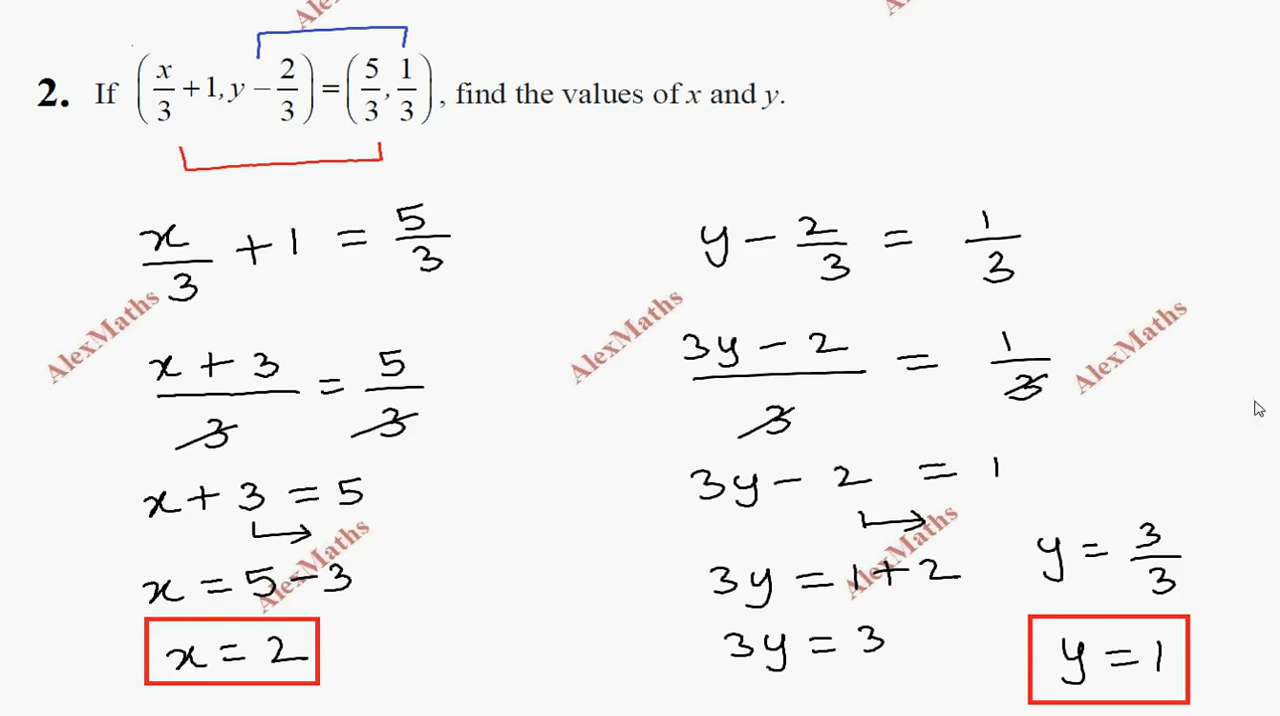 2. If (x/3 + 1, y − 2/3) = (5/3, 1/3), find the values of x and y.
x/3 + 1 = 5/3
(x + 3)/3 = 5/3
x + 3 = 5
x = 5 − 3
x = 2
y − 2/3 = 1/3
(3y − 2)/3 = 1/3
3y − 2 = 1
3y = 1 + 2
3y = 3
y = 3/3
y = 1
AlexMaths
AlexMaths
AlexMaths
AlexMaths
AlexMaths